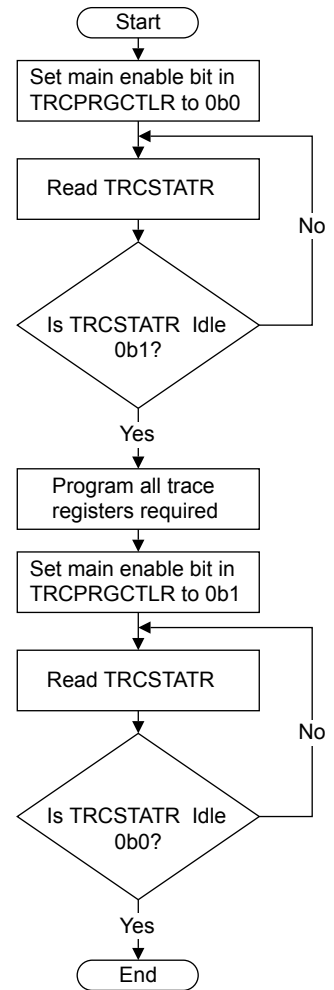 Start
Set main enable bit in
TRCPRGCTLR to 0b0
Read TRCSTATR
No
Is TRCSTATR Idle
0b1?
Yes
Program all trace
registers required
Set main enable bit in
TRCPRGCTLR to 0b1
Read TRCSTATR
No
Is TRCSTATR Idle
0b0?
Yes
End